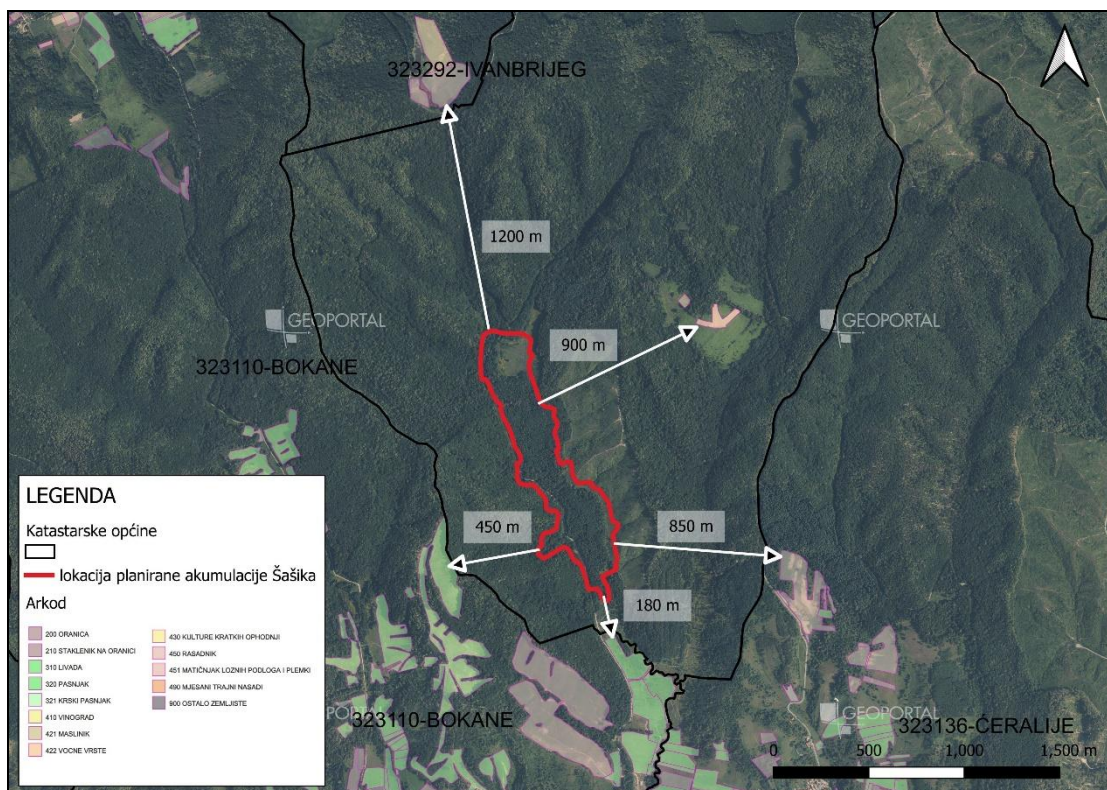 323292-IVANBRIJEG
1200 m
GEOPORTAL
GEOPORTAL
900 m
323110-BOKANE
450 m
850 m
180 m
323110-BOKANE
PORTAL
GEOPORTAL
323136-ĆERALIJE
0 500 1,000 1,500 m
LEGENDA
Katastarske općine
lokacija planirane akumulacije Šašika
Arkod
200 ORANICA
210 STAKLENIK NA ORANICI
310 LIVADA
320 PASNJAK
321 KRSKI PASNJAK
410 VINOGRAD
421 MASLINIK
422 VOCNE VRSTE
430 KULTURE KRATKIH OPHODNJI
450 RASADNIK
451 MATIČNJAK LOZNIH PODLOGA I PLEMKI
490 MJESANI TRAJNI NASADI
900 OSTALO ZEMLJISTE